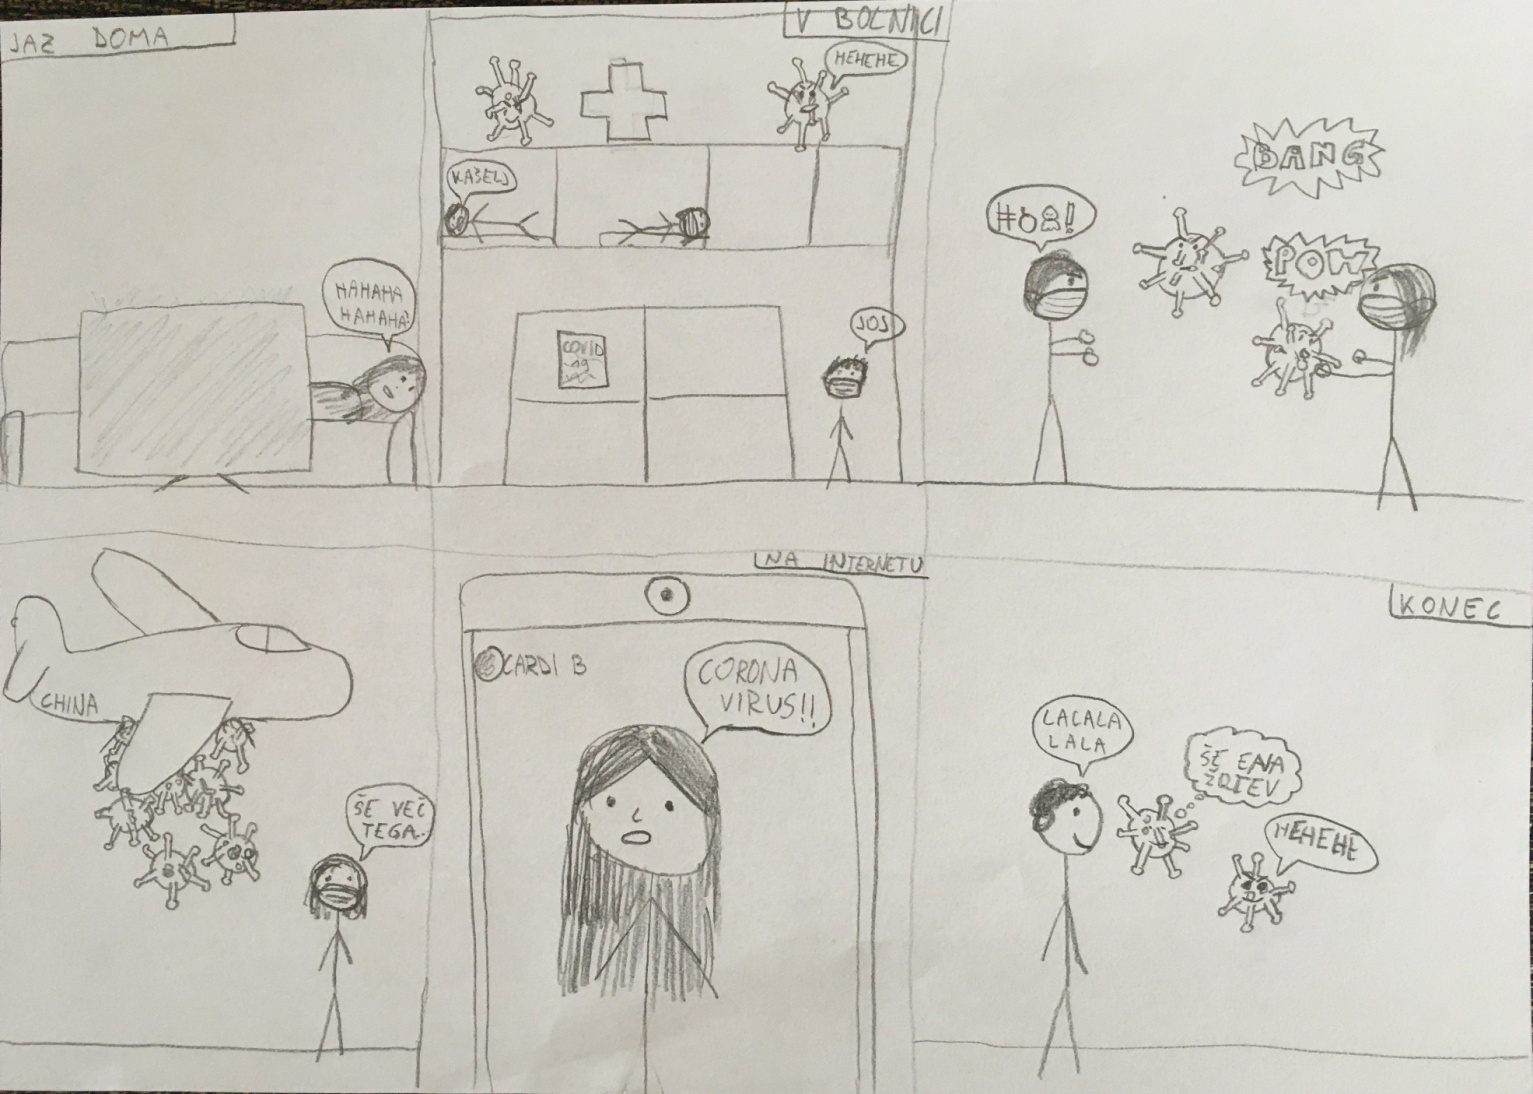 JAZ DOMA
HAHAHA
HAHAHA!
V BOLNICI
HEHEHE
KAŠELJ
COVID
19
JOJ
BANG
#!
POW
CHINA
ŠE VEČ
TEGA..
NA INTERNETU
CARDI B
CORONA
VIRUS!!
KONEC
LALALA
LALA
ŠE ENA
ŽRTEV
HEHEHE